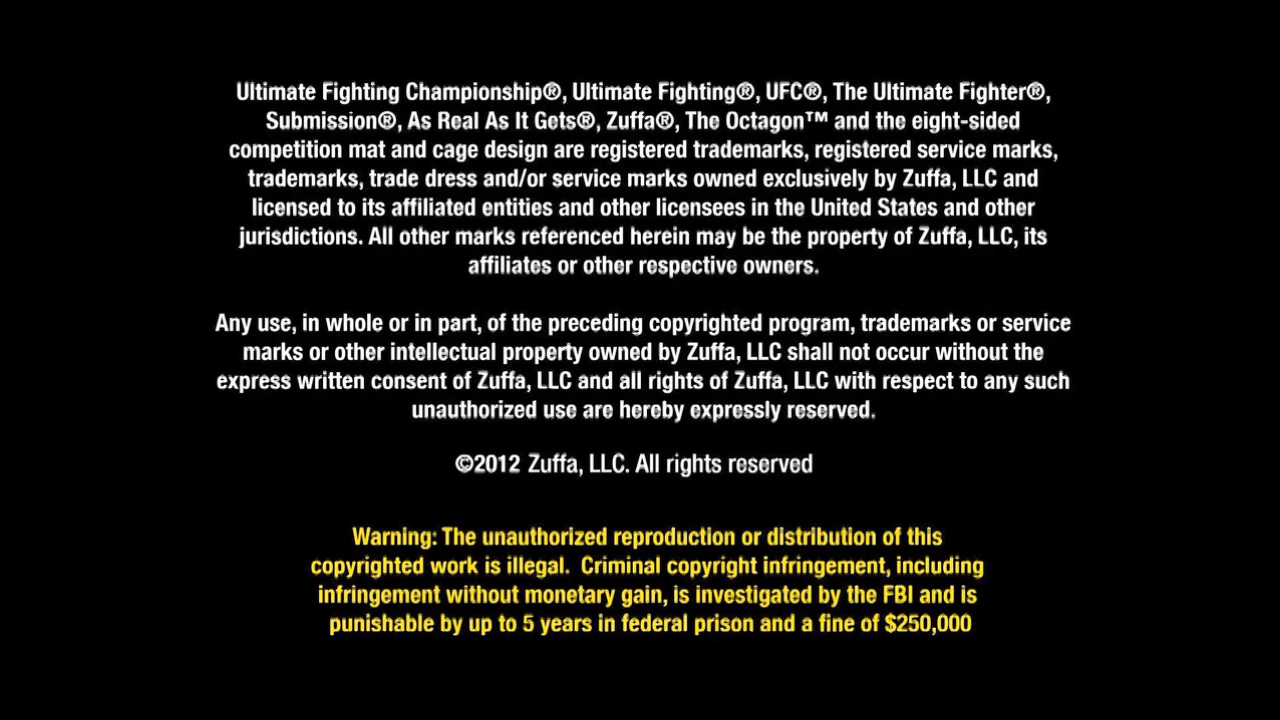 Ultimate Fighting Championship®, Ultimate Fighting®, UFC®, The Ultimate Fighter®,
Submission®, As Real As It Gets®, Zuffa®, The Octagon™ and the eight-sided
competition mat and cage design are registered trademarks, registered service marks,
trademarks, trade dress and/or service marks owned exclusively by Zuffa, LLC and
licensed to its affiliated entities and other licensees in the United States and other
jurisdictions. All other marks referenced herein may be the property of Zuffa, LLC, its
affiliates or other respective owners.
Any use, in whole or in part, of the preceding copyrighted program, trademarks or service
marks or other intellectual property owned by Zuffa, LLC shall not occur without the
express written consent of Zuffa, LLC and all rights of Zuffa, LLC with respect to any such
unauthorized use are hereby expressly reserved.
©2012 Zuffa, LLC. All rights reserved
Warning: The unauthorized reproduction or distribution of this
copyrighted work is illegal.  Criminal copyright infringement, including
infringement without monetary gain, is investigated by the FBI and is
punishable by up to 5 years in federal prison and a fine of $250,000